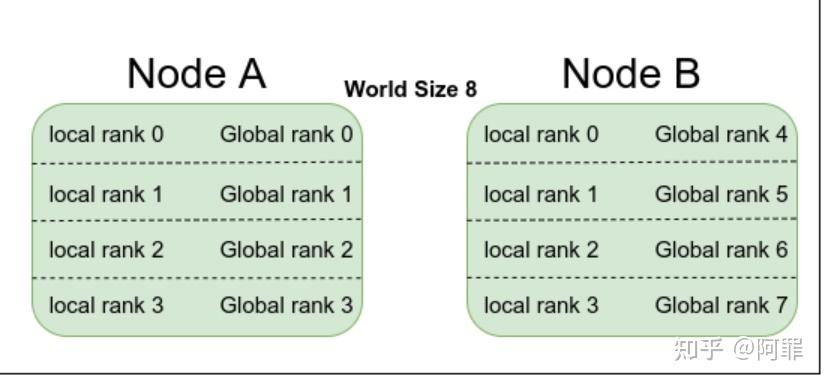 Node A
World Size 8
Node B
local rank 0 Global rank 0
local rank 1 Global rank 1
local rank 2 Global rank 2
local rank 3 Global rank 3
local rank 0 Global rank 4
local rank 1 Global rank 5
local rank 2 Global rank 6
local rank 3 Global rank 7
知乎 @阿罪